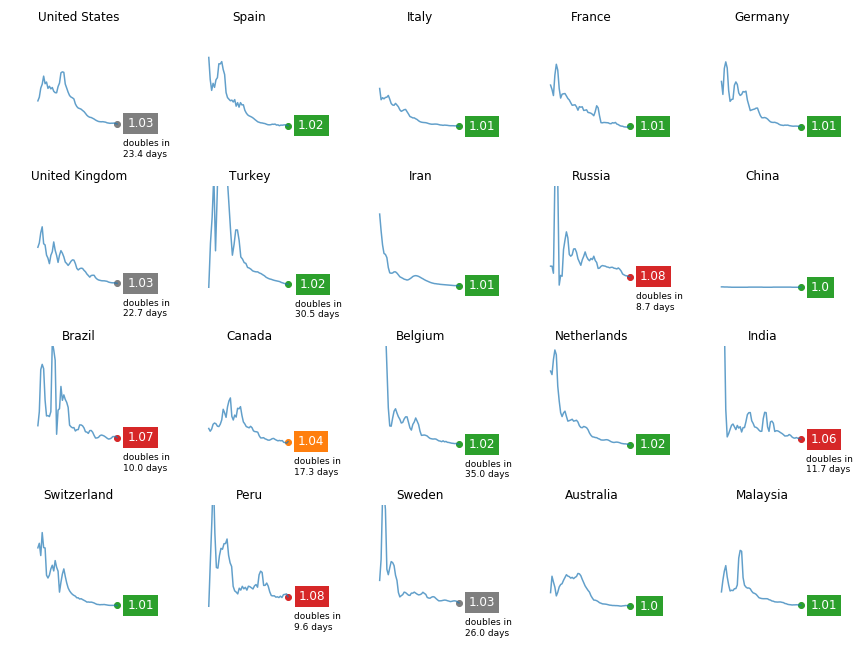 United States
Spain
Italy
France
Germany
1.03
doubles in
23.4 days
1.02
1.01
1.01
1.01
United Kingdom
Turkey
Iran
Russia
China
1.03
doubles in
22.7 days
1.02
doubles in
30.5 days
1.01
1.08
doubles in
8.7 days
1.0
Brazil
Canada
Belgium
Netherlands
India
1.07
doubles in
10.0 days
1.04
doubles in
17.3 days
1.02
doubles in
35.0 days
1.02
1.06
doubles in
11.7 days
Switzerland
Peru
Sweden
Australia
Malaysia
1.01
1.08
doubles in
9.6 days
1.03
doubles in
26.0 days
1.0
1.01